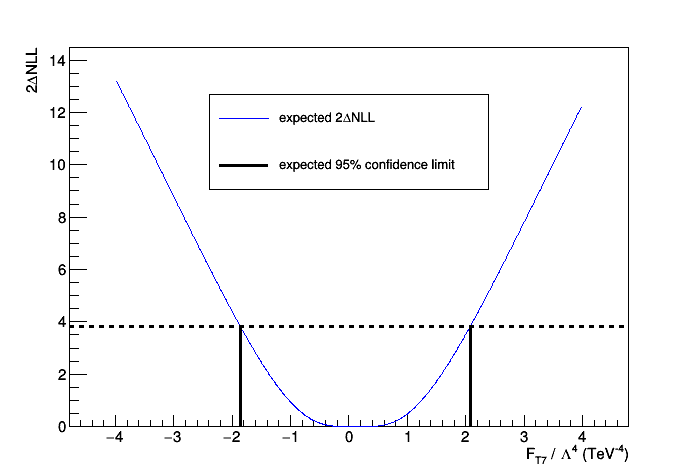 2ΔNLL
14
12
10
8
6
4
2
0
expected 2ΔNLL
expected 95% confidence limit
−4 −3 −2 −1 0 1 2 3 4
F_T7 / Λ^4 (TeV^-4)